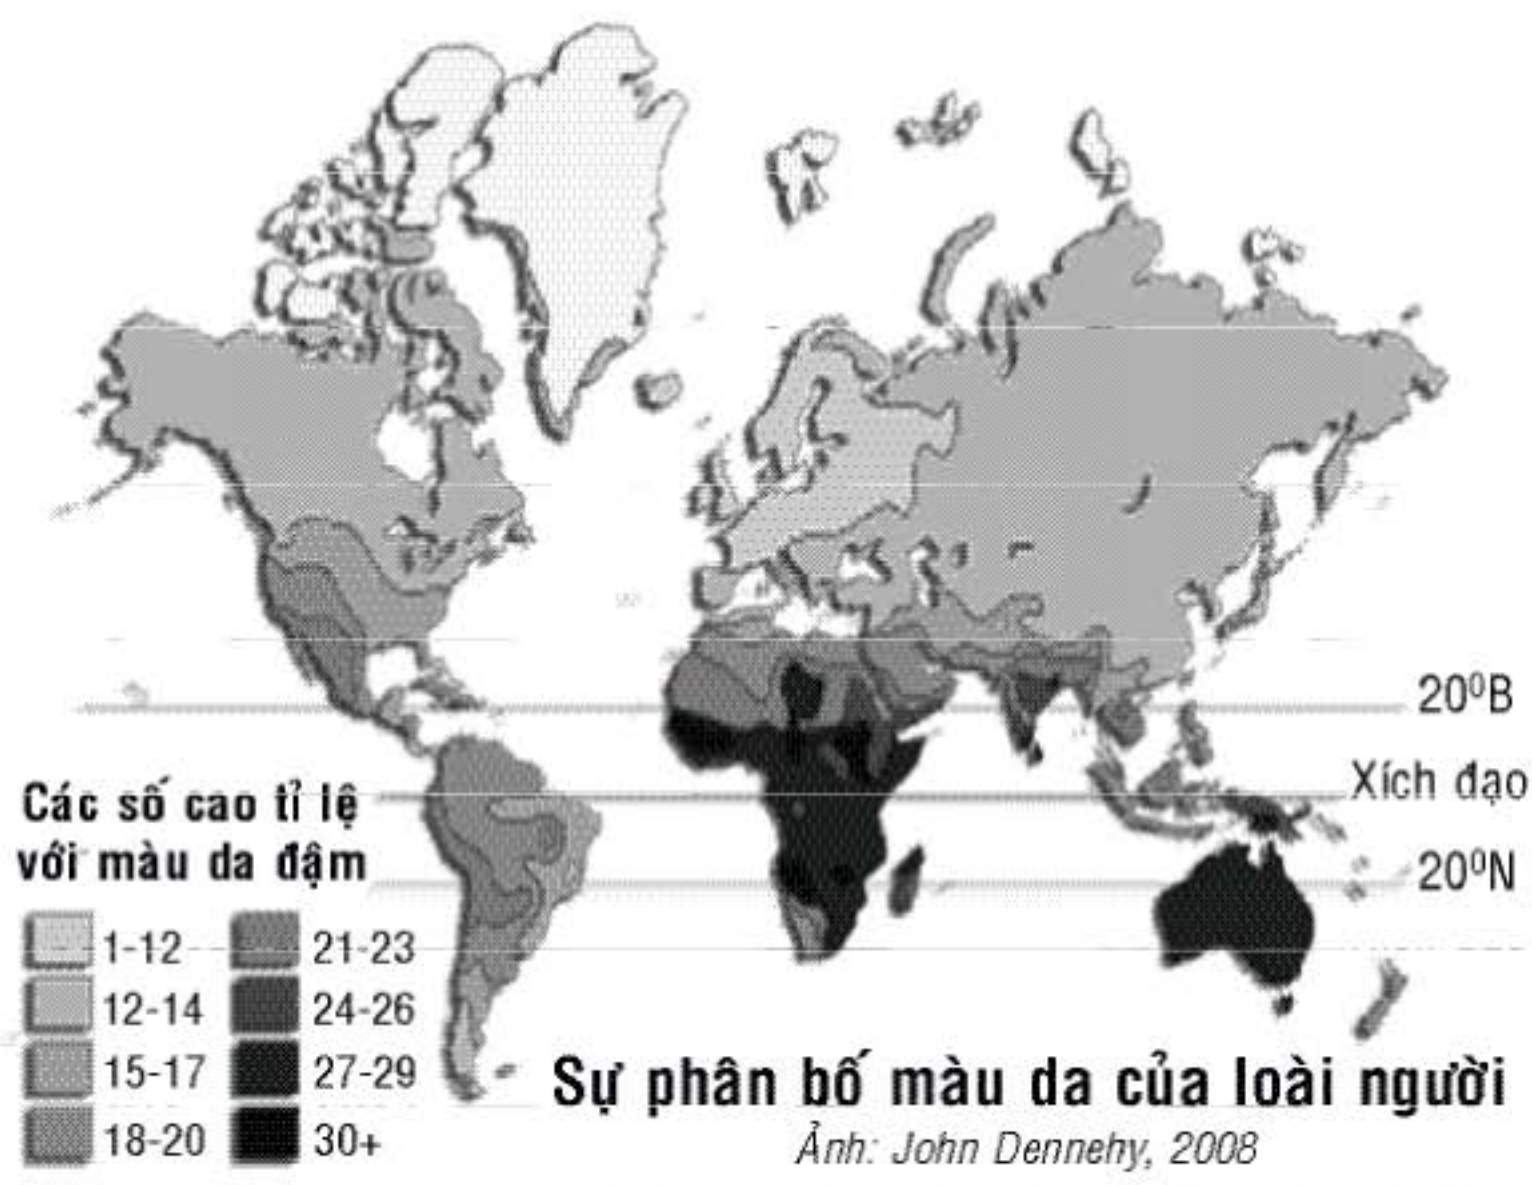 20⁰B
Xích đạo
20⁰N
Các số cao tỉ lệ
với màu da đậm
1-12
12-14
15-17
18-20
21-23
24-26
27-29
30+
Sự phân bố màu da của loài người
Ảnh: John Dennehy, 2008